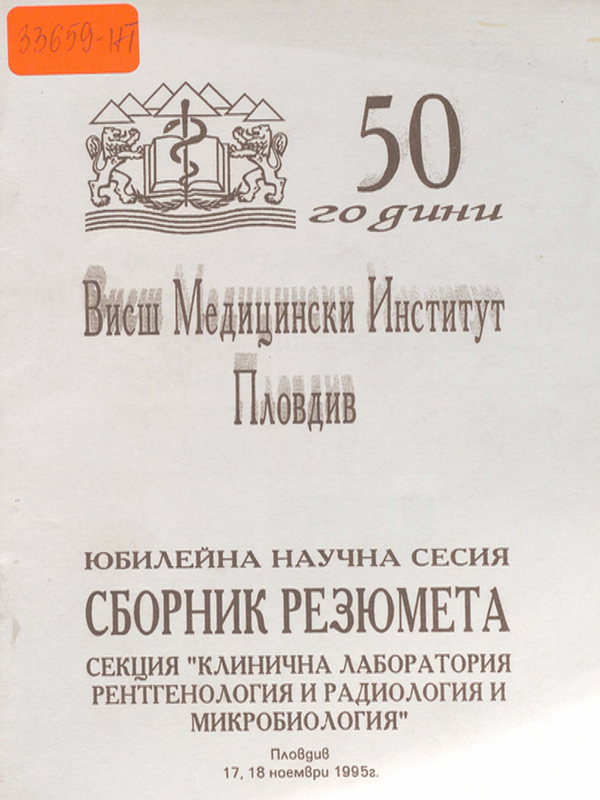 33659-НТ
50
години
Висш Медицински Институт
Пловдив
ЮБИЛЕЙНА НАУЧНА СЕСИЯ
СБОРНИК РЕЗЮМЕТА
СЕКЦИЯ "КЛИНИЧНА ЛАБОРАТОРИЯ
РЕНТГЕНОЛОГИЯ И РАДИОЛОГИЯ И
МИКРОБИОЛОГИЯ"
Пловдив
17, 18 ноември 1995г.